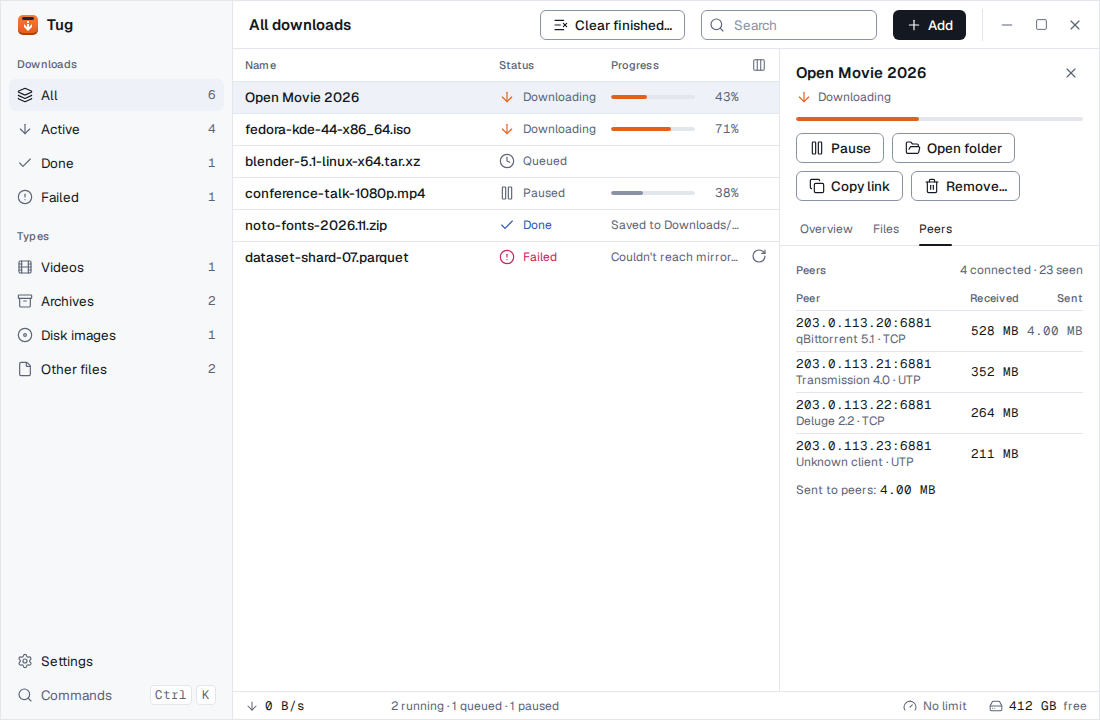 Tug
Downloads
All 6
Active 4
Done 1
Failed 1
Types
Videos 1
Archives 2
Disk images 1
Other files 2
Settings
Commands Ctrl K
All downloads
Clear finished…
Search
Add
Name Status Progress
Open Movie 2026 Downloading 43%
fedora-kde-44-x86_64.iso Downloading 71%
blender-5.1-linux-x64.tar.xz Queued
conference-talk-1080p.mp4 Paused 38%
noto-fonts-2026.11.zip Done Saved to Downloads/…
dataset-shard-07.parquet Failed Couldn't reach mirror…
Open Movie 2026
Downloading
Pause Open folder
Copy link Remove…
Overview Files Peers
Peers 4 connected · 23 seen
Peer Received Sent
203.0.113.20:6881 528 MB 4.00 MB
qBittorrent 5.1 · TCP
203.0.113.21:6881 352 MB
Transmission 4.0 · UTP
203.0.113.22:6881 264 MB
Deluge 2.2 · TCP
203.0.113.23:6881 211 MB
Unknown client · UTP
Sent to peers: 4.00 MB
0 B/s 2 running · 1 queued · 1 paused No limit 412 GB free